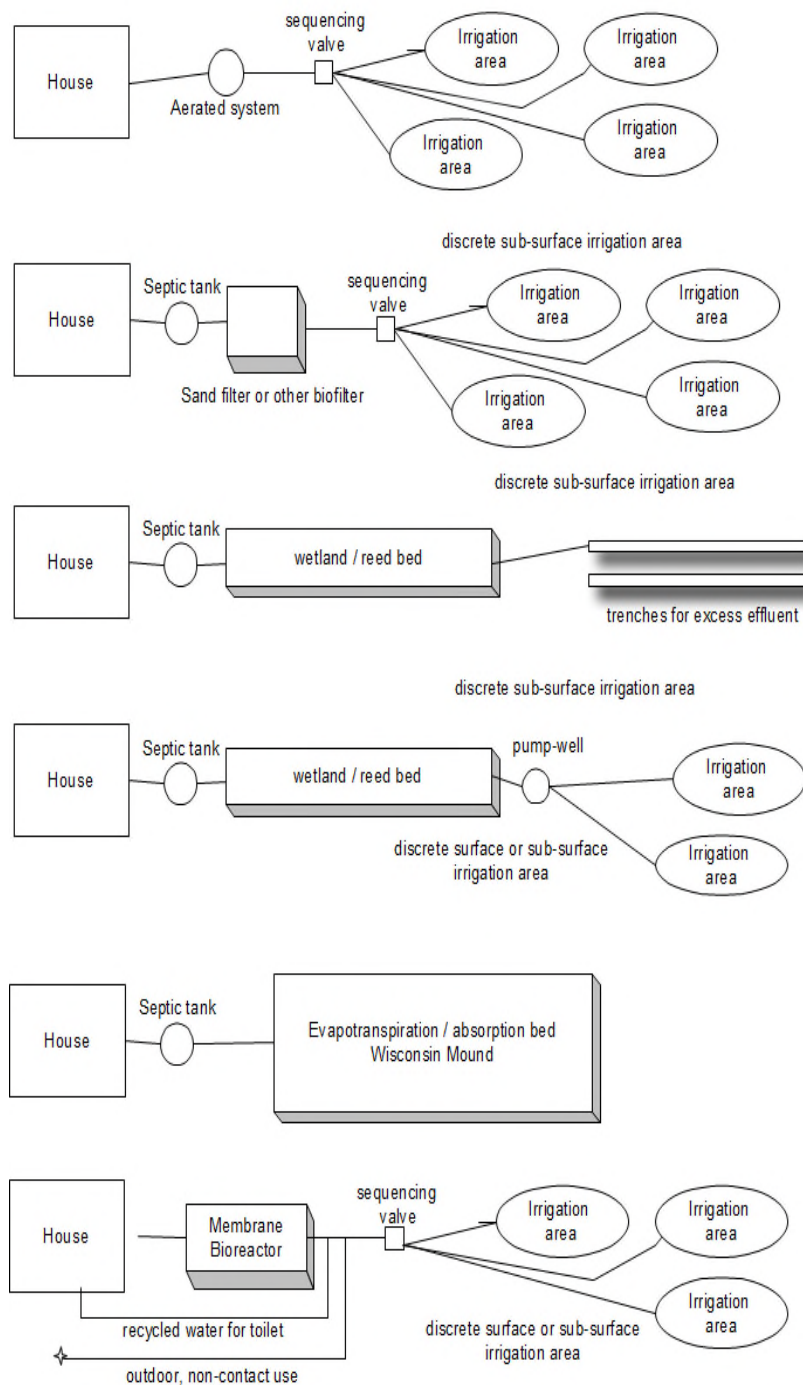 sequencing
valve
House
Aerated system
Irrigation
area
Irrigation
area
Irrigation
area
Irrigation
area
discrete sub-surface irrigation area
House
Septic tank
Sand filter or other biofilter
sequencing
valve
Irrigation
area
Irrigation
area
Irrigation
area
Irrigation
area
discrete sub-surface irrigation area
House
Septic tank
wetland / reed bed
trenches for excess effluent
discrete sub-surface irrigation area
House
Septic tank
wetland / reed bed
pump-well
Irrigation
area
Irrigation
area
discrete surface or sub-surface
irrigation area
House
Septic tank
Evapotranspiration / absorption bed
Wisconsin Mound
House
Membrane
Bioreactor
sequencing
valve
Irrigation
area
Irrigation
area
Irrigation
area
recycled water for toilet
discrete surface or sub-surface
irrigation area
outdoor, non-contact use